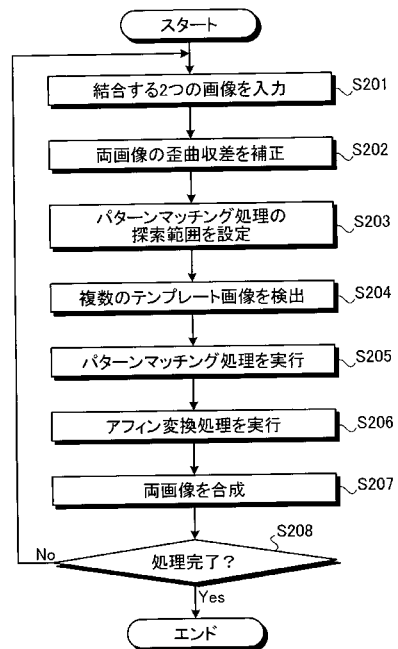 スタート
結合する2つの画像を入力
S201
両画像の歪曲収差を補正
S202
パターンマッチング処理の
探索範囲を設定
S203
複数のテンプレート画像を検出
S204
パターンマッチング処理を実行
S205
アフィン変換処理を実行
S206
両画像を合成
S207
S208
処理完了？
No
Yes
エンド